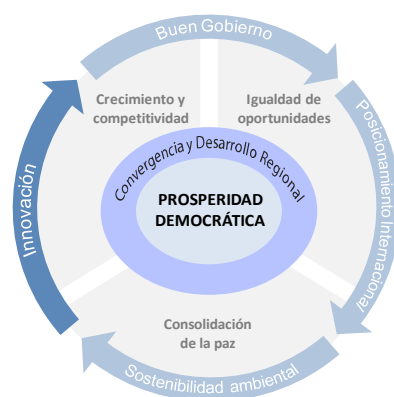 Buen Gobierno
Crecimiento y
competitividad
Igualdad de
oportunidades
Posicionamiento Internacional
Innovación
Convergencia y Desarrollo Regional
PROSPERIDAD
DEMOCRÁTICA
Consolidación
de la paz
Sostenibilidad ambiental